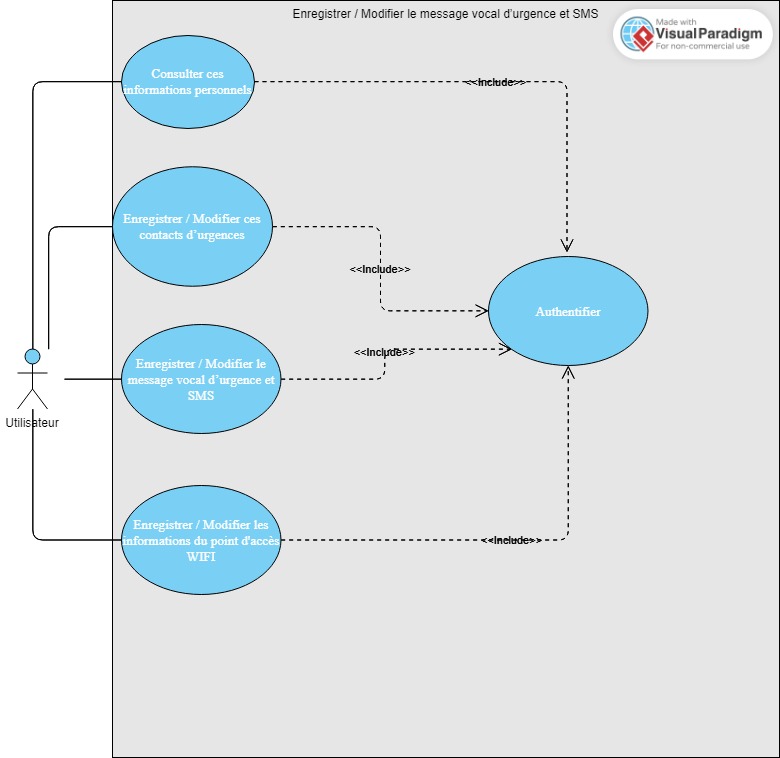 Enregistrer / Modifier le message vocal d'urgence et SMS
Made with
VisualParadigm
For non-commercial use
Consulter ces
informations personnels
<<Include>>
Enregistrer / Modifier ces
contacts d'urgences
<<Include>>
Authentifier
Enregistrer / Modifier le
message vocal d'urgence et
SMS
<<Include>>
Utilisateur
Enregistrer / Modifier les
informations du point d'accès
WIFI
<<Include>>